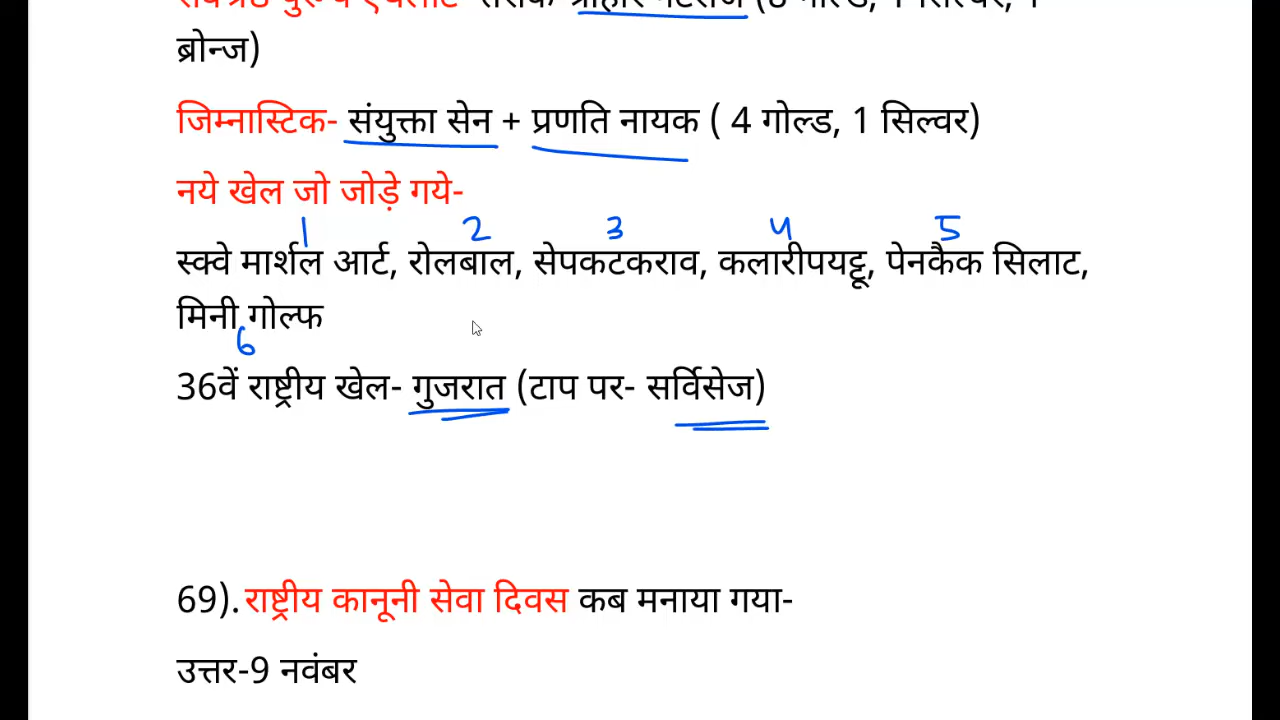 ब्रोन्ज)
जिम्नास्टिक- संयुक्ता सेन + प्रणति नायक ( 4 गोल्ड, 1 सिल्वर)
नये खेल जो जोड़े गये-
1 2 3 4 5
स्क्वे मार्शल आर्ट, रोलबाल, सेपकटकराव, कलारीपयट्टू, पेनकैक सिलाट,
मिनी गोल्फ
6
36वें राष्ट्रीय खेल- गुजरात (टाप पर- सर्विसेज)
69). राष्ट्रीय कानूनी सेवा दिवस कब मनाया गया-
उत्तर-9 नवंबर